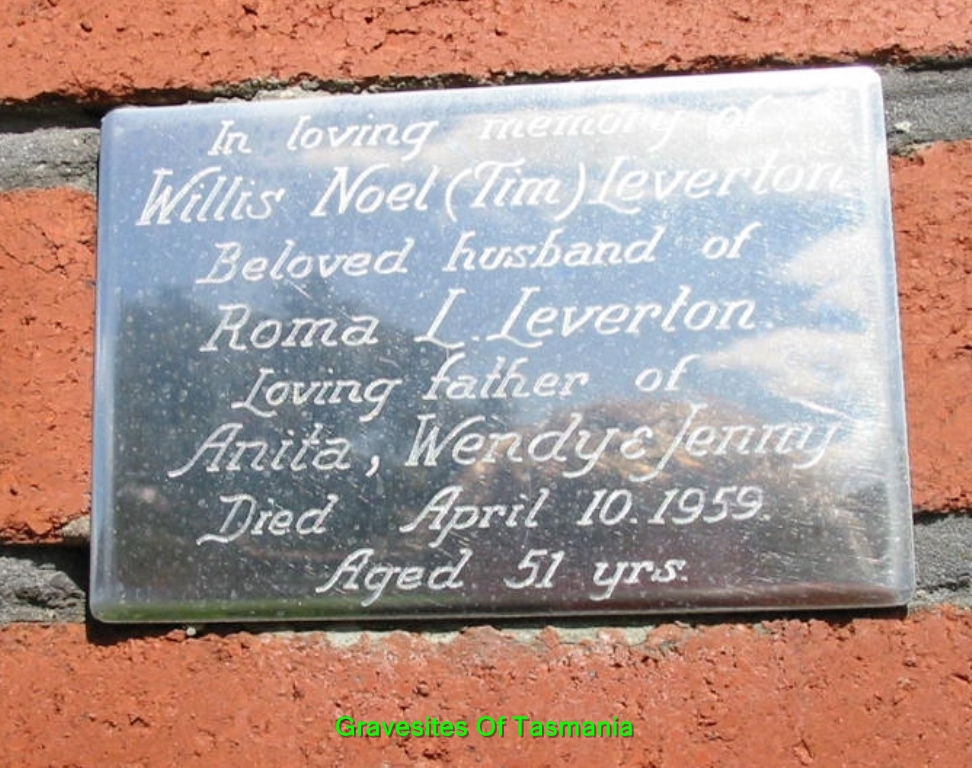 In loving memory of
Willis Noel (Tim) Leverton
Beloved husband of
Roma L. Leverton.
Loving father of
Anita, Wendy & Jenny
Died April 10. 1959.
Aged 51 yrs.
Gravesites Of Tasmania